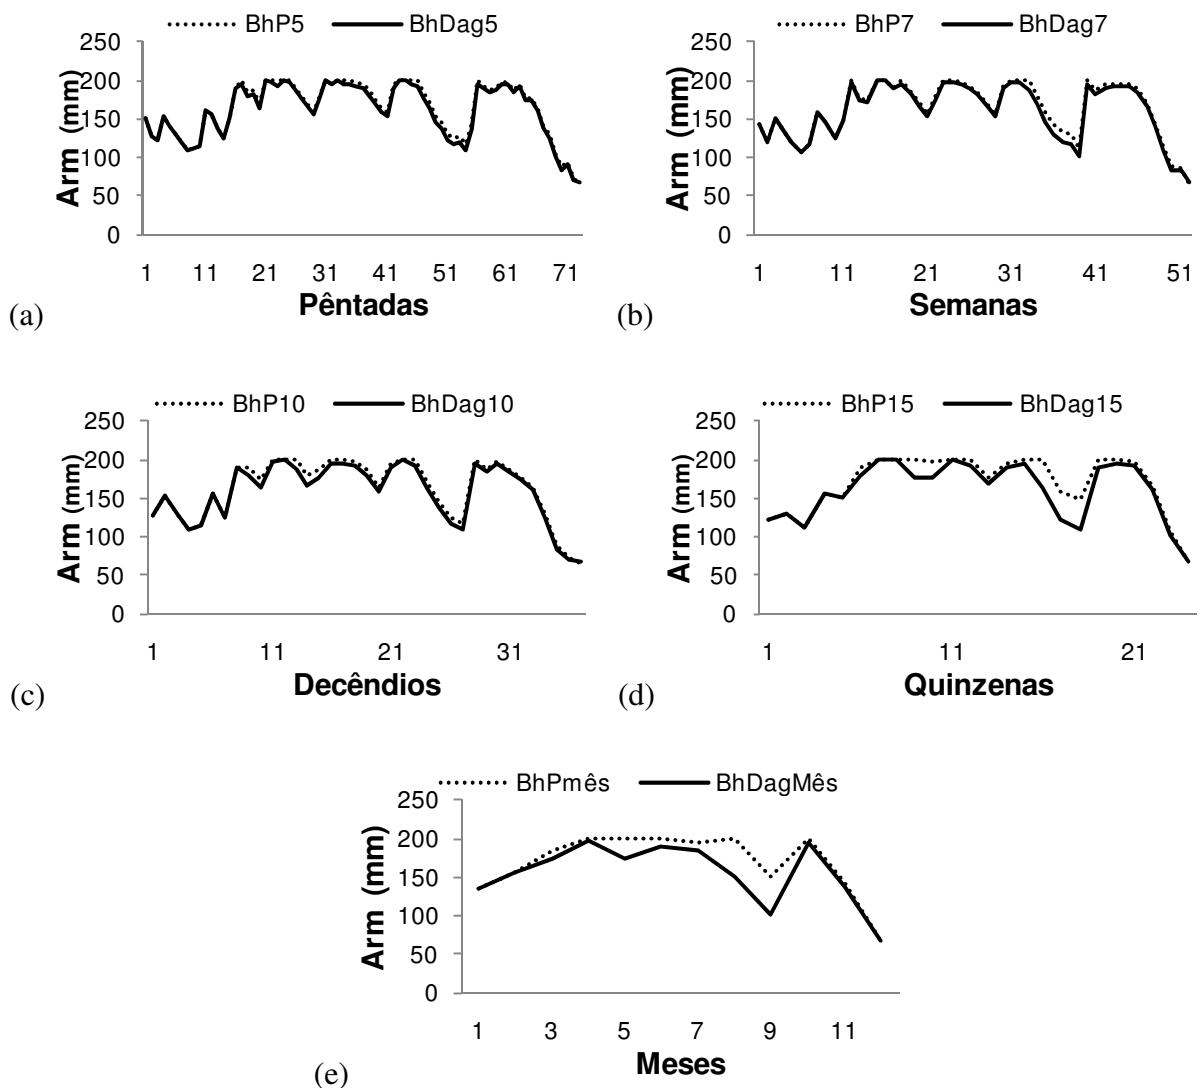 BhP5 BhDag5
250
200
150
100
50
0
Arm (mm)
1 11 21 31 41 51 61 71
Pêntadas
(a)
BhP7 BhDag7
250
200
150
100
50
0
Arm (mm)
1 11 21 31 41 51
Semanas
(b)
BhP10 BhDag10
250
200
150
100
50
0
Arm (mm)
1 11 21 31
Decêndios
(c)
BhP15 BhDag15
250
200
150
100
50
0
Arm (mm)
1 11 21
Quinzenas
(d)
BhPmês BhDagMês
250
200
150
100
50
0
Arm (mm)
1 3 5 7 9 11
Meses
(e)